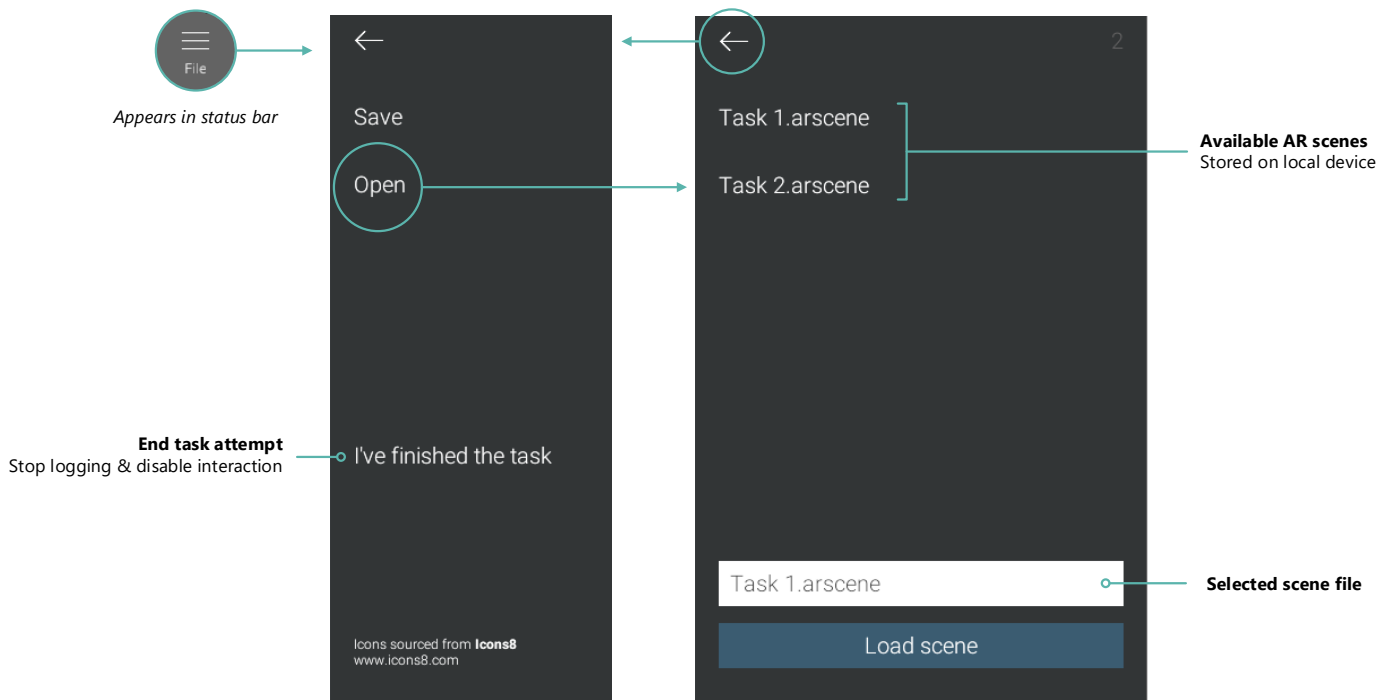 File
Appears in status bar
Save
Open
End task attempt
Stop logging & disable interaction
I've finished the task
Icons sourced from Icons8
www.icons8.com
2
Task 1.arscene
Task 2.arscene
Available AR scenes
Stored on local device
Task 1.arscene
Selected scene file
Load scene